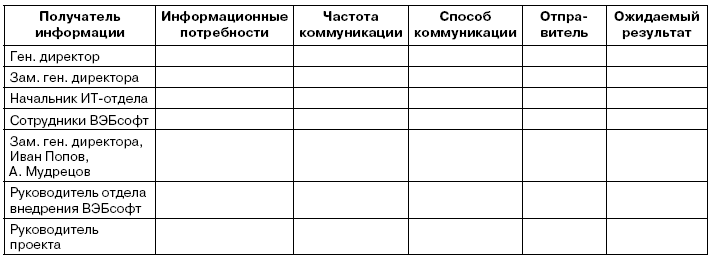 Получатель информации
Информационные потребности
Частота коммуникации
Способ коммуникации
Отпра-
витель
Ожидаемый результат
Ген. директор
Зам. ген. директора
Начальник ИТ-отдела
Сотрудники ВЭБсофт
Зам. ген. директора,
Иван Попов,
А. Мудрецов
Руководитель отдела
внедрения ВЭБсофт
Руководитель
проекта